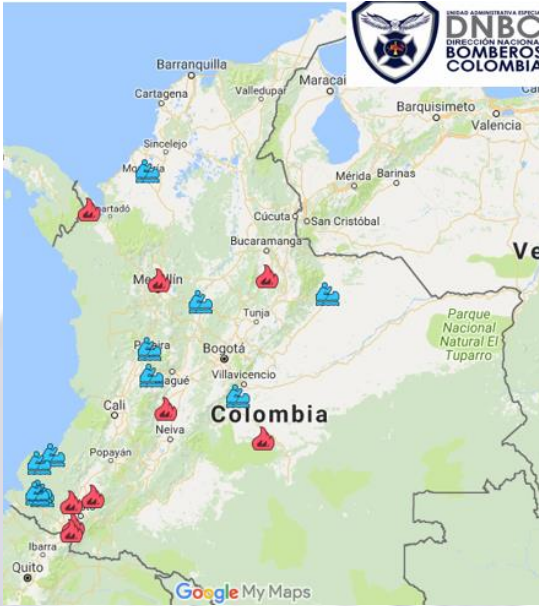 UNIDAD ADMINISTRATIVA ESPECIAL
DNBC
DIRECCIÓN NACIONAL
BOMBEROS
COLOMBIA
Barranquilla
Cartagena
Valledupar
Maracai
Barquisimeto
Valencia
Sincelejo
Mérida
Barinas
Cúcuta
San Cristóbal
Bucaramanga
Ve
Tunja
Parque
Nacional
Natural El
Tuparro
Bogotá
Villavicencio
Cali
Colombia
Neiva
Popayán
Ibarra
Quito
Google My Maps